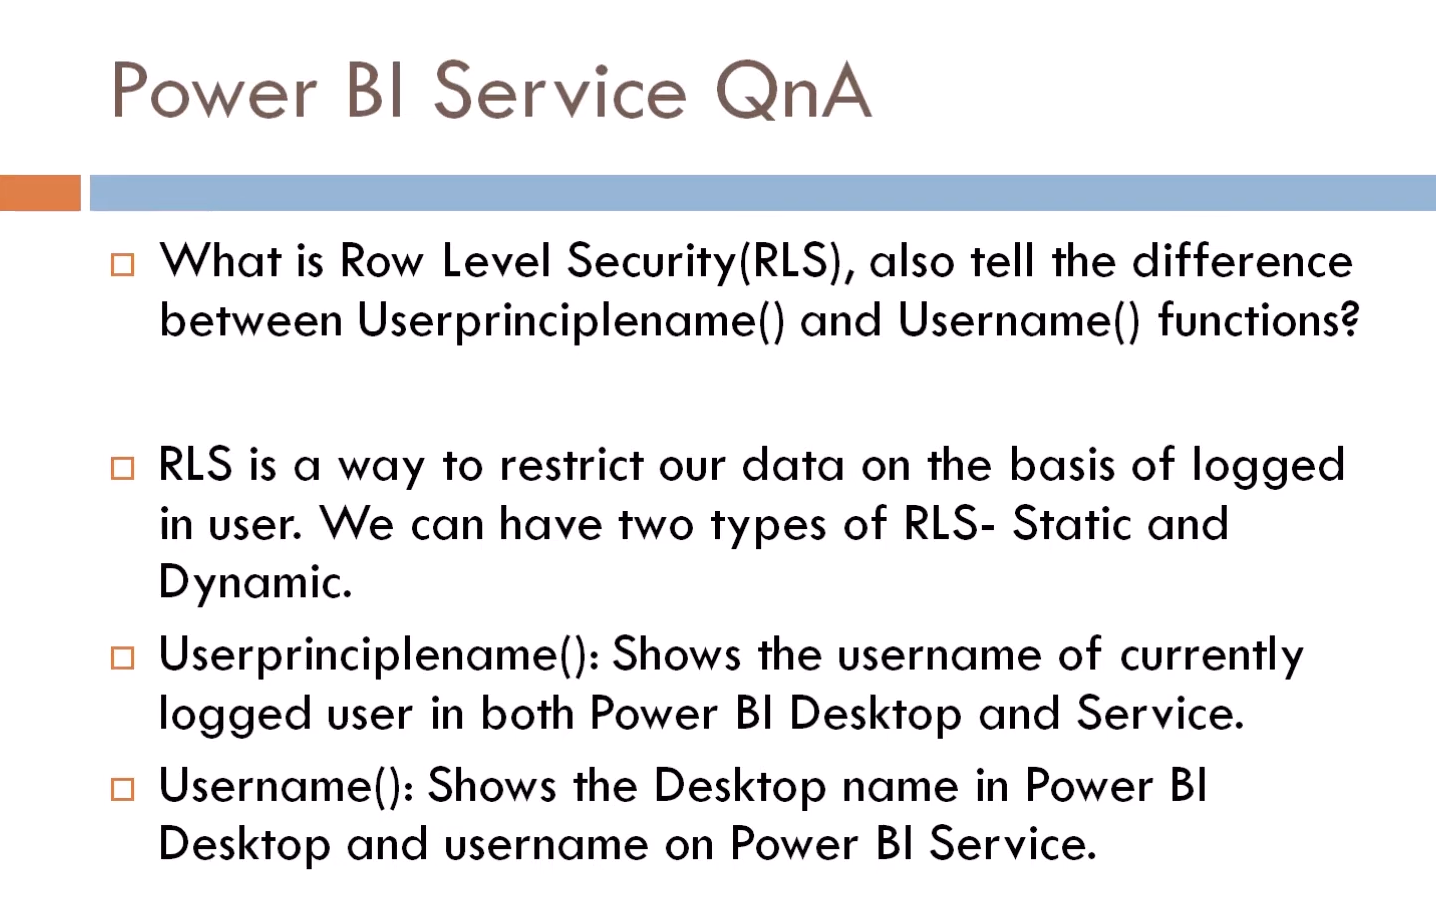 Power BI Service QnA
What is Row Level Security(RLS), also tell the difference
between Userprinciplename() and Username() functions?
RLS is a way to restrict our data on the basis of logged
in user. We can have two types of RLS- Static and
Dynamic.
Userprinciplename(): Shows the username of currently
logged user in both Power BI Desktop and Service.
Username(): Shows the Desktop name in Power BI
Desktop and username on Power BI Service.